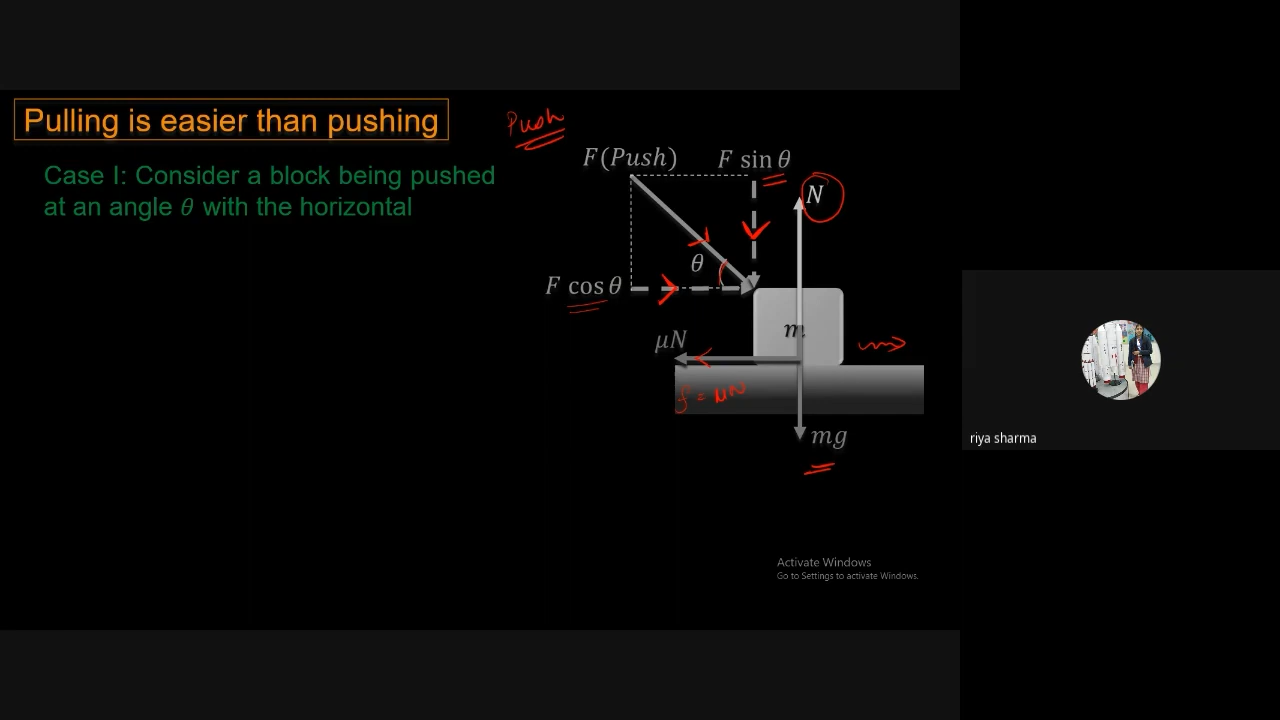 Pulling is easier than pushing
Push
Case I: Consider a block being pushed
at an angle θ with the horizontal
F(Push)
F sin θ
N
θ
F cos θ
m
μN
f = μN
mg
riya sharma
Activate Windows
Go to Settings to activate Windows.